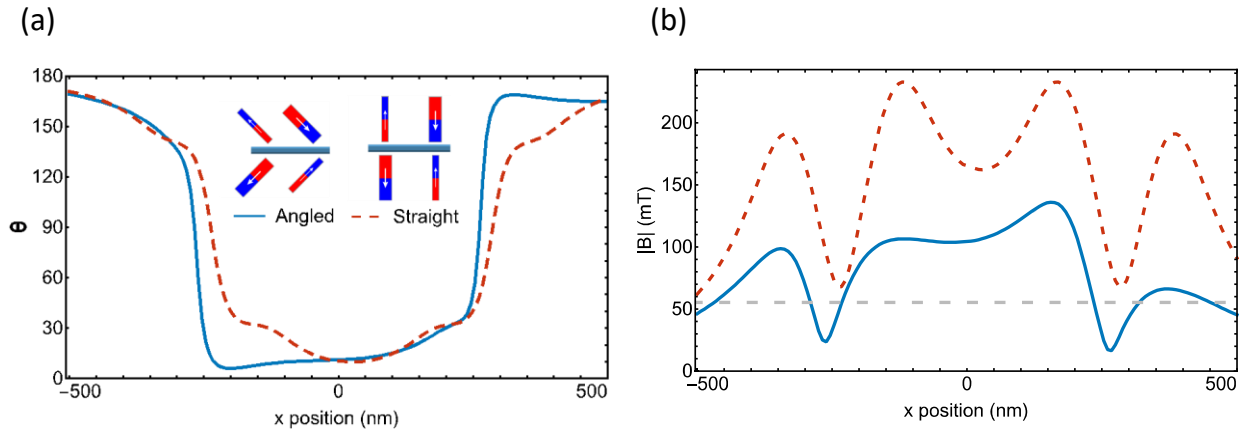 (a)
180
150
120
90
60
30
0
θ
−500
0
500
x position (nm)
Angled
Straight
(b)
200
150
100
50
0
|B| (mT)
−500
0
500
x position (nm)